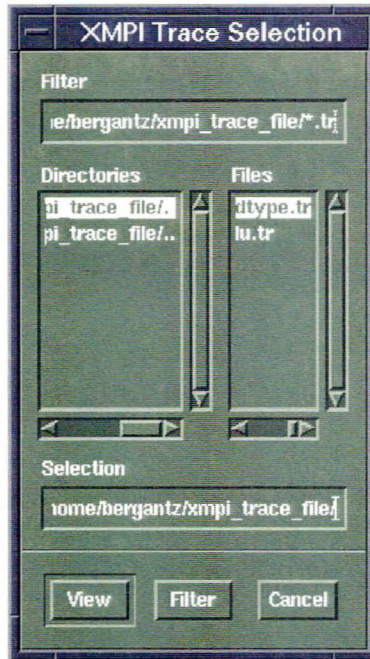 XMPI Trace Selection
Filter
e/bergantz/xmpi_trace_file/*.tr
Directories Files
pi_trace_file/. dtype.tr
pi_trace_file/.. lu.tr
Selection
home/bergantz/xmpi_trace_file/
View Filter Cancel